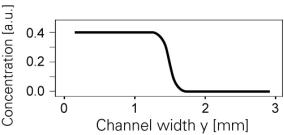 Concentration [a.u.]
0.4
0.2
0.0
0 1 2 3
Channel width y [mm]